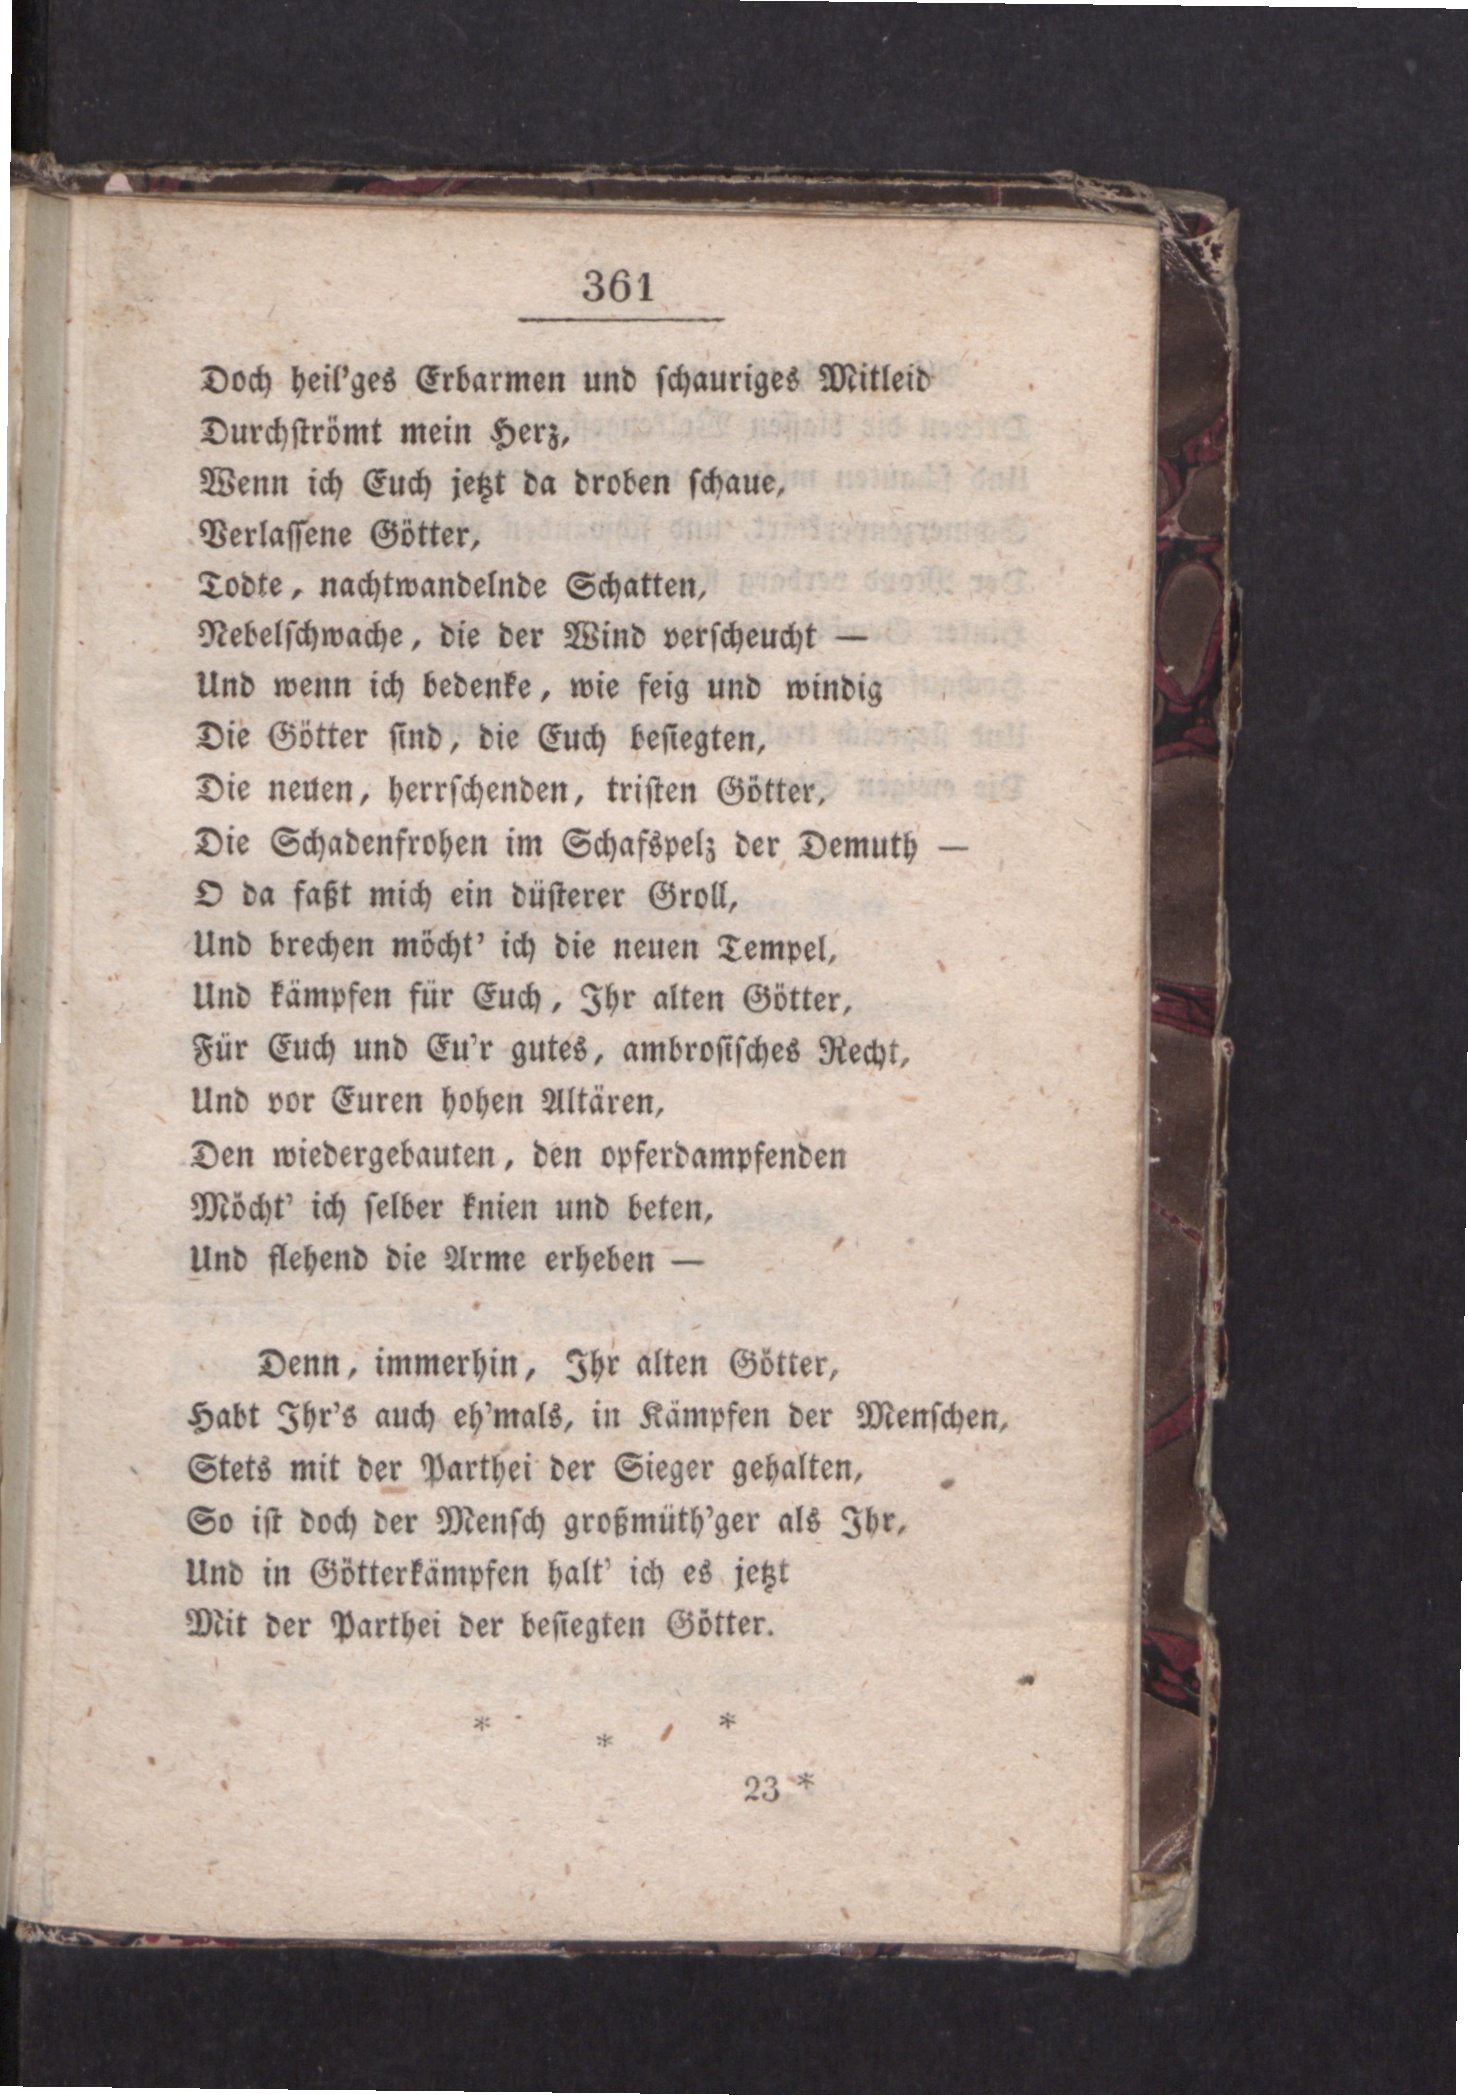 361
Doch heil'ges Erbarmen und schauriges Mitleid
Durchströmt mein Herz,
Wenn ich Euch jetzt da droben schaue,
Verlassene Götter,
Todte, nachtwandelnde Schatten,
Nebelschwache, die der Wind verscheucht —
Und wenn ich bedenke, wie feig und windig
Die Götter sind, die Euch besiegten,
Die neuen, herrschenden, tristen Götter,
Die Schadenfrohen im Schafspelz der Demuth —
O da faßt mich ein düsterer Groll,
Und brechen möcht' ich die neuen Tempel,
Und kämpfen für Euch, Ihr alten Götter,
Für Euch und Eu'r gutes, ambrosisches Recht,
Und vor Euren hohen Altären,
Den wiedergebauten, den opferdampfenden
Möcht' ich selber knien und beten,
Und flehend die Arme erheben —
Denn, immerhin, Ihr alten Götter,
Habt Ihr's auch eh'mals, in Kämpfen der Menschen,
Stets mit der Parthei der Sieger gehalten,
So ist doch der Mensch großmüth'ger als Ihr,
Und in Götterkämpfen halt' ich es jetzt
Mit der Parthei der besiegten Götter.
* * *
23 *